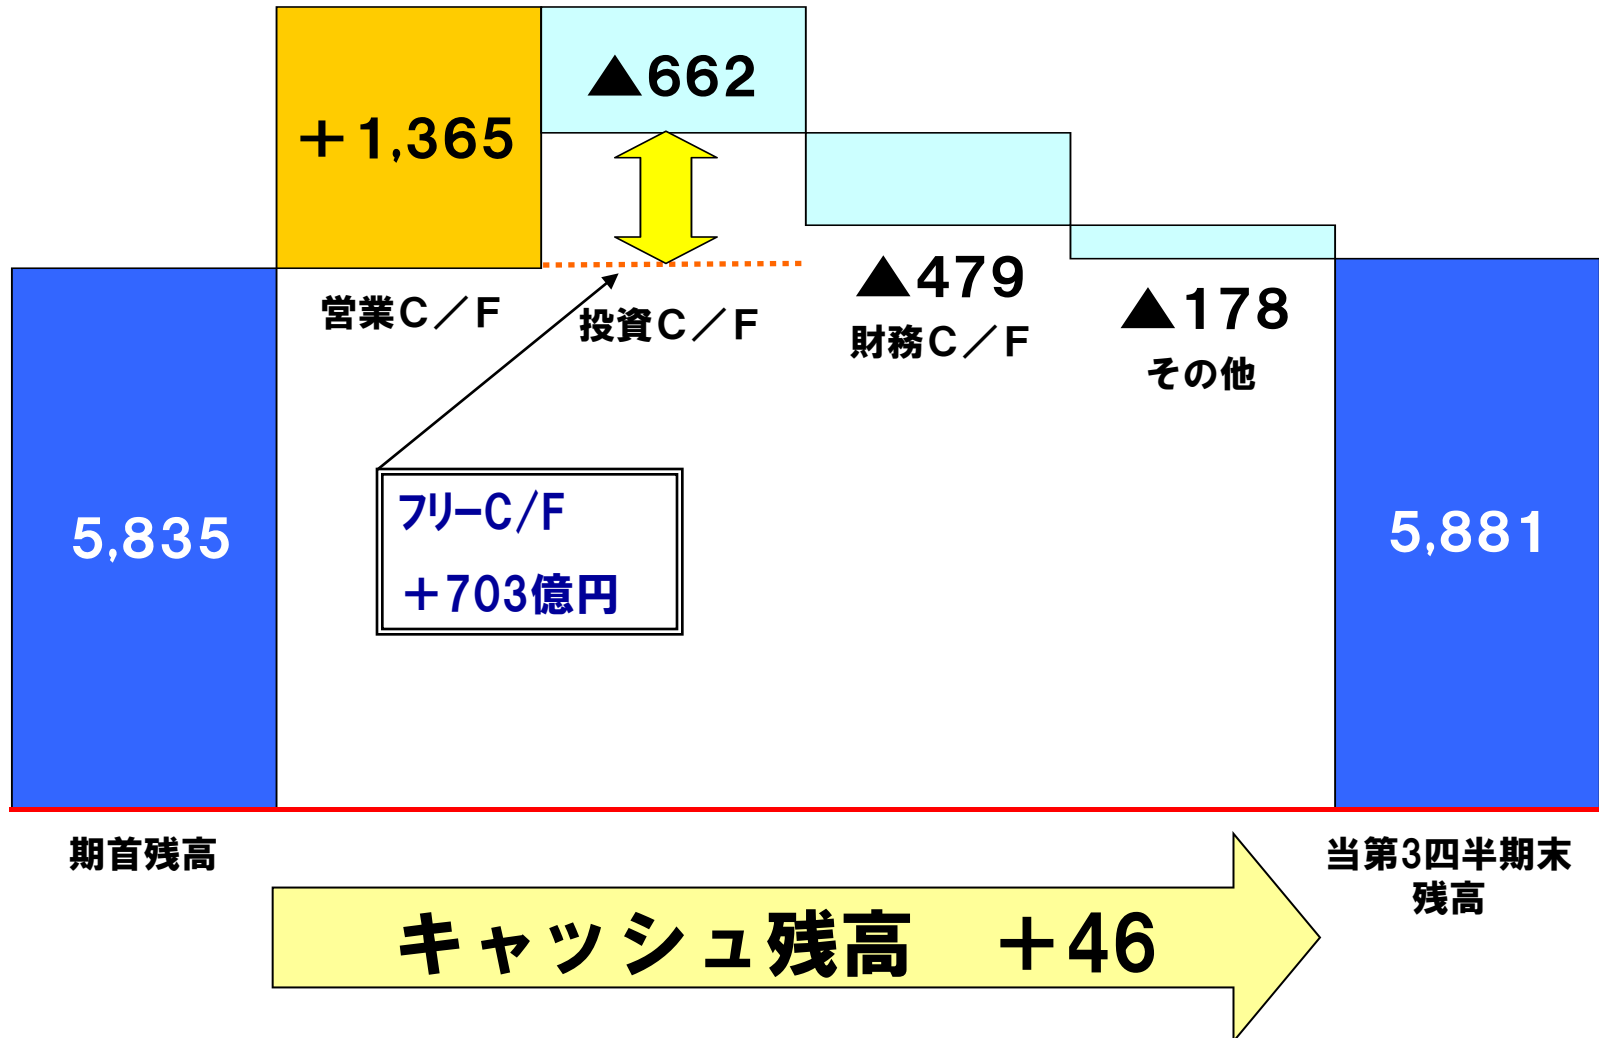 ▲662
＋1,365
営業Ｃ／Ｆ
投資Ｃ／Ｆ
▲479
財務Ｃ／Ｆ
▲178
その他
フリーC/F
＋703億円
5,835
5,881
期首残高
当第3四半期末
残高
キャッシュ残高　＋46